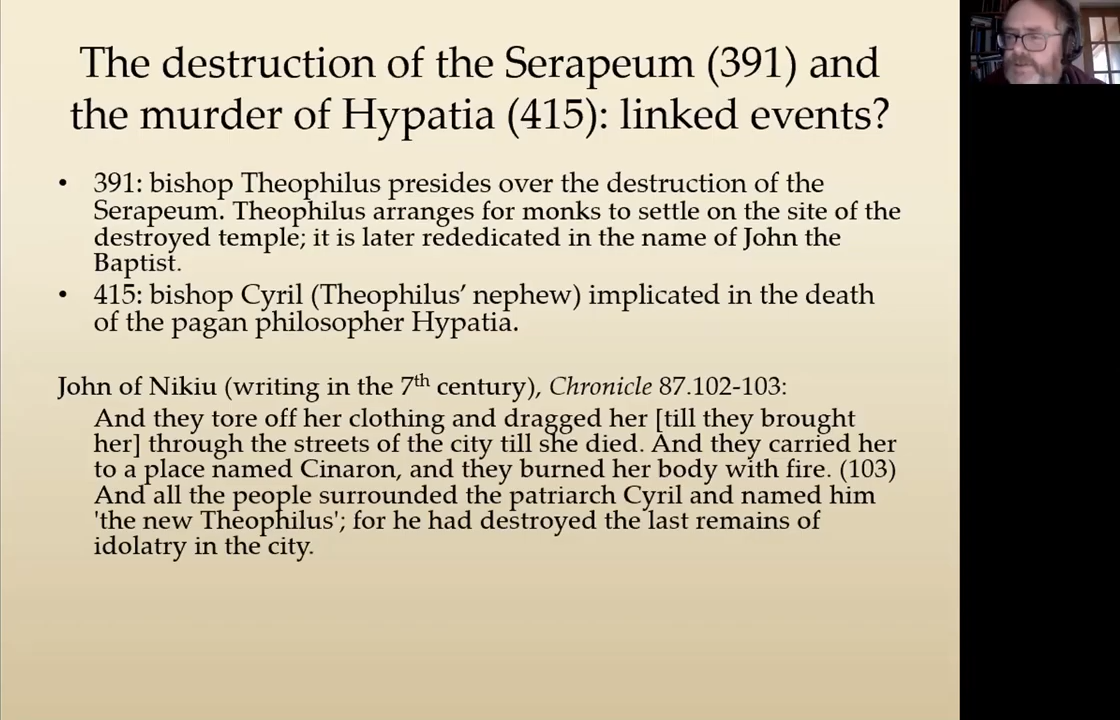 The destruction of the Serapeum (391) and
the murder of Hypatia (415): linked events?
• 391: bishop Theophilus presides over the destruction of the
Serapeum. Theophilus arranges for monks to settle on the site of the
destroyed temple; it is later rededicated in the name of John the
Baptist.
• 415: bishop Cyril (Theophilus’ nephew) implicated in the death
of the pagan philosopher Hypatia.
John of Nikiu (writing in the 7th century), Chronicle 87.102-103:
And they tore off her clothing and dragged her [till they brought
her] through the streets of the city till she died. And they carried her
to a place named Cinaron, and they burned her body with fire. (103)
And all the people surrounded the patriarch Cyril and named him
'the new Theophilus'; for he had destroyed the last remains of
idolatry in the city.